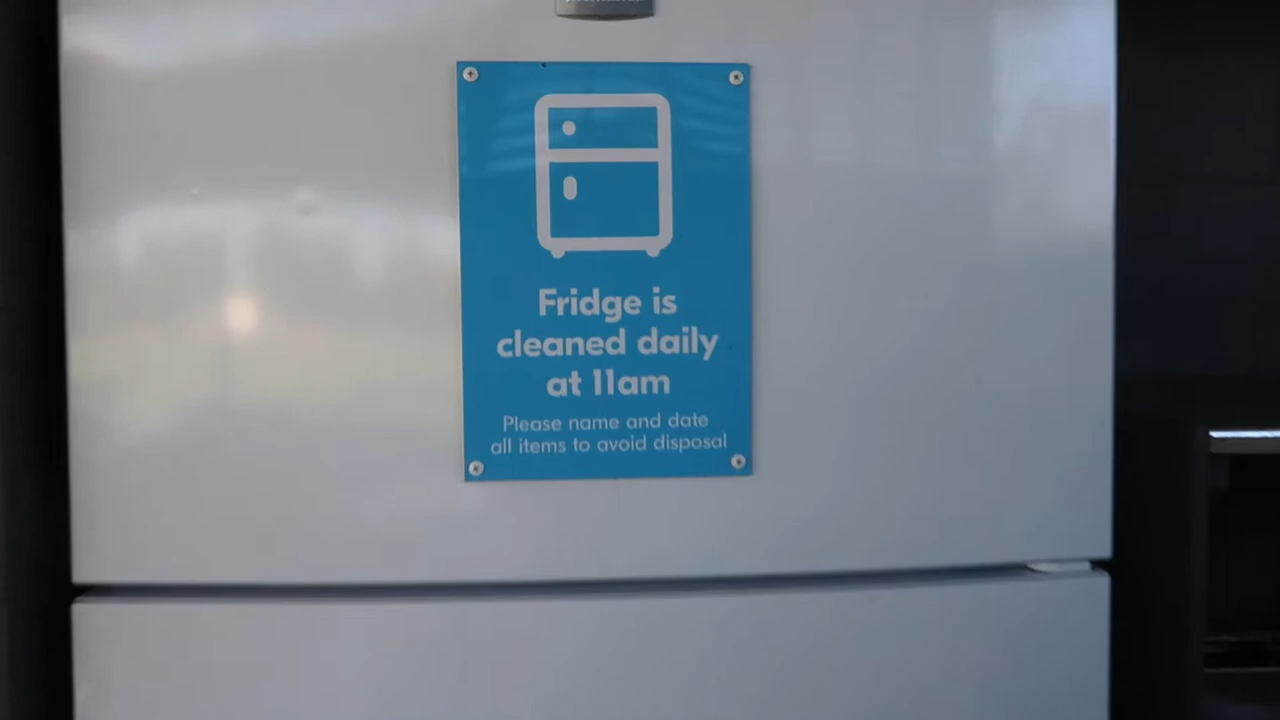 Fridge is
cleaned daily
at 11am
Please name and date
all items to avoid disposal